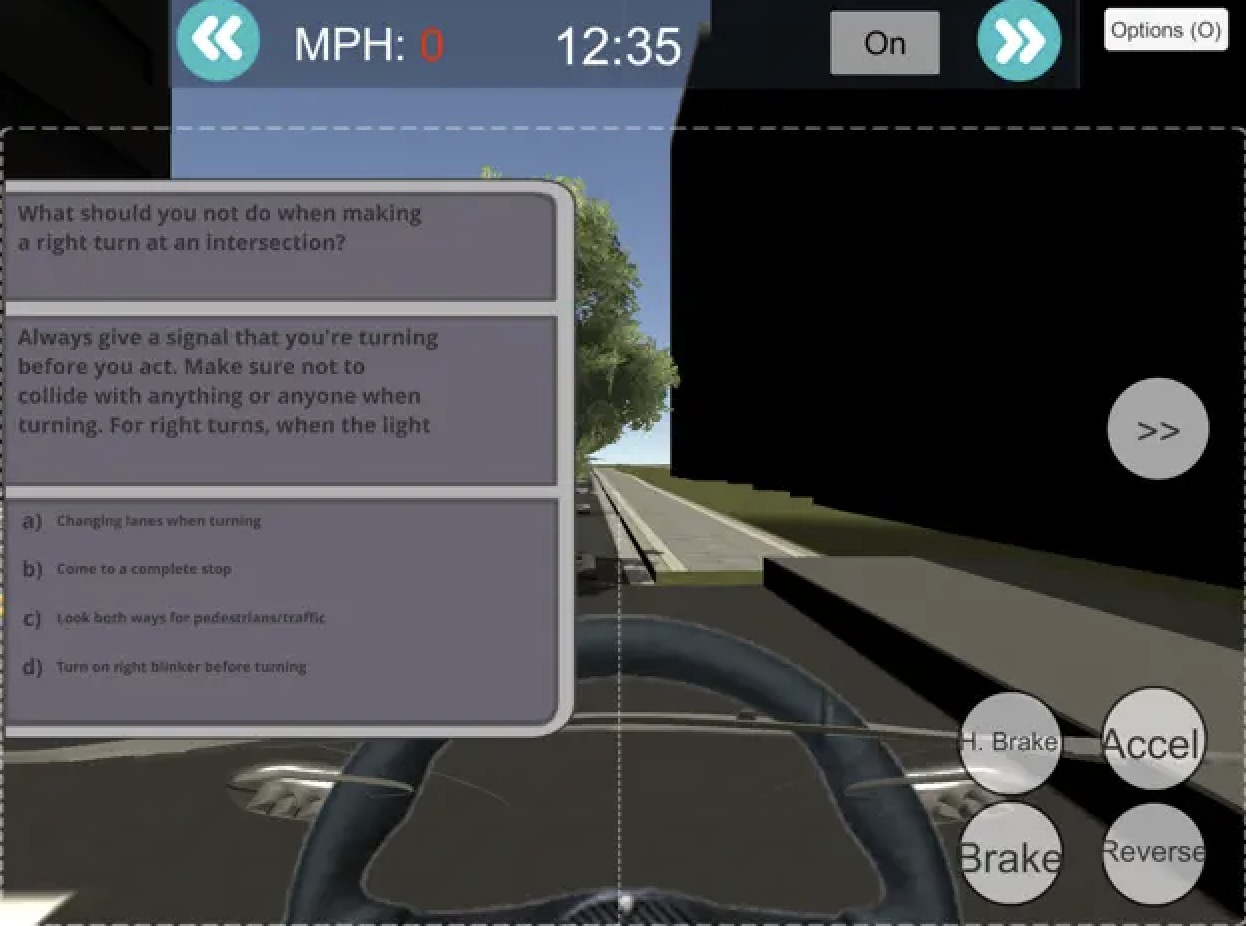 MPH: 0
12:35
On
Options (O)
What should you not do when making
a right turn at an intersection?
Always give a signal that you're turning
before you act. Make sure not to
collide with anything or anyone when
turning. For right turns, when the light
a) Changing lanes when turning
b) Come to a complete stop
c) Look both ways for pedestrians/traffic
d) Turn on right blinker before turning
>>
H. Brake
Accel
Brake
Reverse